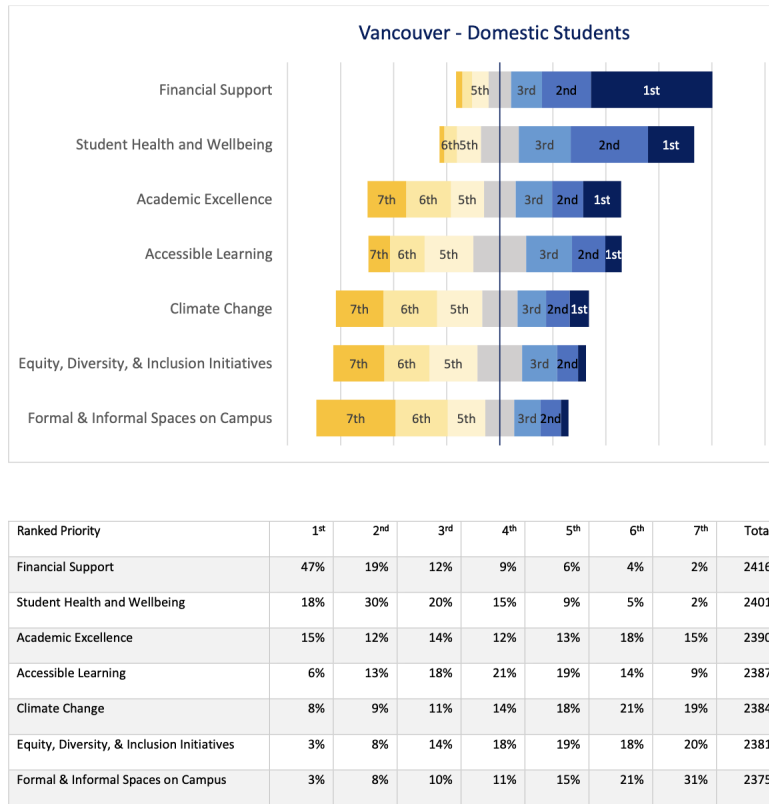 Vancouver - Domestic Students
Financial Support 5th 3rd 2nd 1st
Student Health and Wellbeing 6th 5th 3rd 2nd 1st
Academic Excellence 7th 6th 5th 3rd 2nd 1st
Accessible Learning 7th 6th 5th 3rd 2nd 1st
Climate Change 7th 6th 5th 3rd 2nd 1st
Equity, Diversity, & Inclusion Initiatives 7th 6th 5th 3rd 2nd
Formal & Informal Spaces on Campus 7th 6th 5th 3rd 2nd
Ranked Priority 1st 2nd 3rd 4th 5th 6th 7th Tota
Financial Support 47% 19% 12% 9% 6% 4% 2% 2416
Student Health and Wellbeing 18% 30% 20% 15% 9% 5% 2% 2401
Academic Excellence 15% 12% 14% 12% 13% 18% 15% 2390
Accessible Learning 6% 13% 18% 21% 19% 14% 9% 2387
Climate Change 8% 9% 11% 14% 18% 21% 19% 2384
Equity, Diversity, & Inclusion Initiatives 3% 8% 14% 18% 19% 18% 20% 2381
Formal & Informal Spaces on Campus 3% 8% 10% 11% 15% 21% 31% 2375